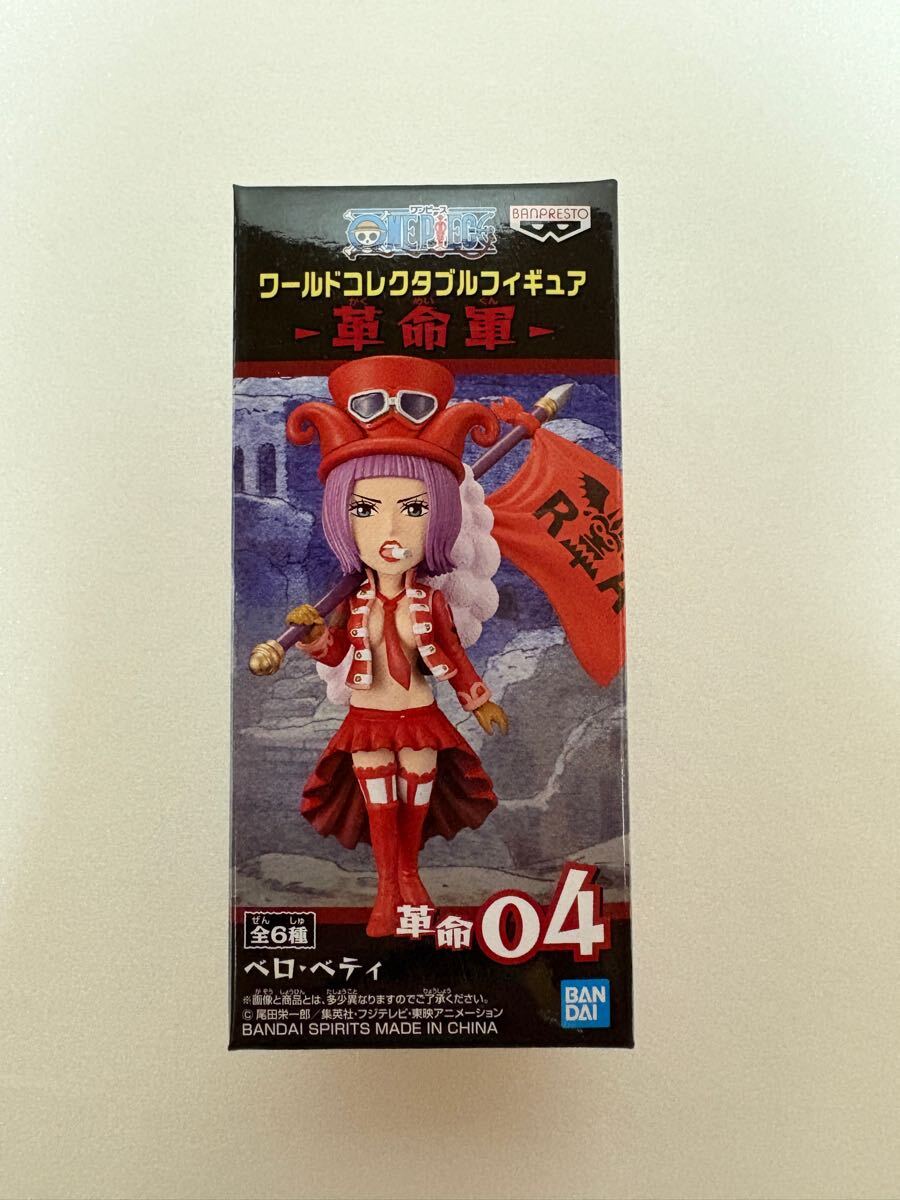 ワンピース
ONE PIECE
BANPRESTO
ワールドコレクタブルフィギュア
かく めい ぐん
-革命軍-
革命04
ぜん しゅ
全6種
ベロ・ベティ
が ぞう しょうひん たしょうこと りょうしょう
※画像と商品とは、多少異なりますのでご了承ください。
© 尾田栄一郎／集英社・フジテレビ・東映アニメーション
BANDAI SPIRITS MADE IN CHINA
BAN
DAI